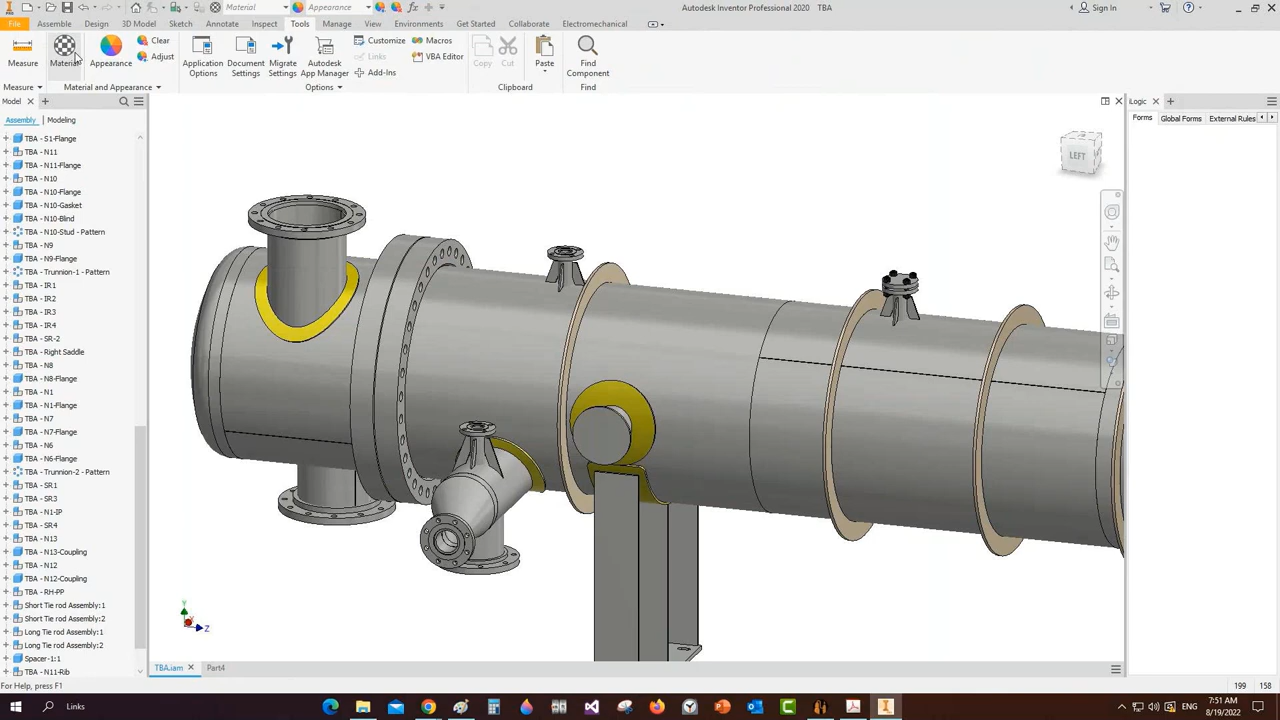 Material
Appearance
Autodesk Inventor Professional 2020 TBA
Sign In
File
Assemble
Design
3D Model
Sketch
Annotate
Inspect
Tools
Manage
View
Environments
Get Started
Collaborate
Electromechanical
Measure
Material
Appearance
Clear
Adjust
Application
Options
Document
Settings
Migrate
Settings
Autodesk
App Manager
Customize
Links
Add-Ins
Macros
VBA Editor
Copy
Cut
Paste
Find
Component
Measure
Material and Appearance
Options
Clipboard
Find
Model
Assembly
Modeling
TBA - S1-Flange
TBA - N11
TBA - N11-Flange
TBA - N10
TBA - N10-Flange
TBA - N10-Gasket
TBA - N10-Blind
TBA - N10-Stud - Pattern
TBA - N9
TBA - N9-Flange
TBA - Trunnion-1 - Pattern
TBA - IR1
TBA - IR2
TBA - IR3
TBA - IR4
TBA - SR-2
TBA - Right Saddle
TBA - N8
TBA - N8-Flange
TBA - N1
TBA - N1-Flange
TBA - N7
TBA - N7-Flange
TBA - N6
TBA - N6-Flange
TBA - Trunnion-2 - Pattern
TBA - SR1
TBA - SR3
TBA - N1-IP
TBA - SR4
TBA - N13
TBA - N13-Coupling
TBA - N12
TBA - N12-Coupling
TBA - RH-PP
Short Tie rod Assembly:1
Short Tie rod Assembly:2
Long Tie rod Assembly:1
Long Tie rod Assembly:2
Spacer-1:1
TBA - N11-Rib
LEFT
Y
Z
iLogic
Forms
Global Forms
External Rules
TBA.iam
Part4
For Help, press F1
199
158
Links
ENG
7:51 AM
8/19/2022